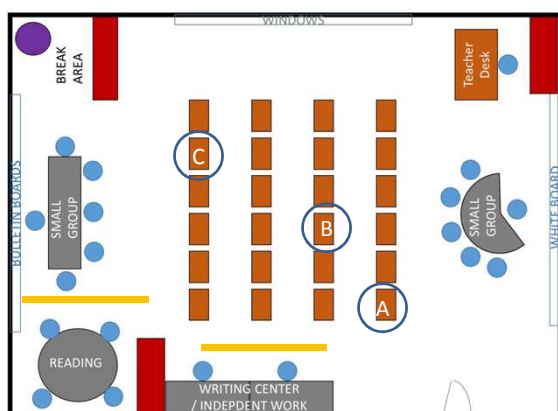 WINDOWS
BREAK
AREA
Teacher
Desk
C
BULLETIN BOARDS
SMALL
GROUP
B
SMALL
GROUP
WHITE BOARD
A
READING
WRITING CENTER
/ INDEPDENT WORK